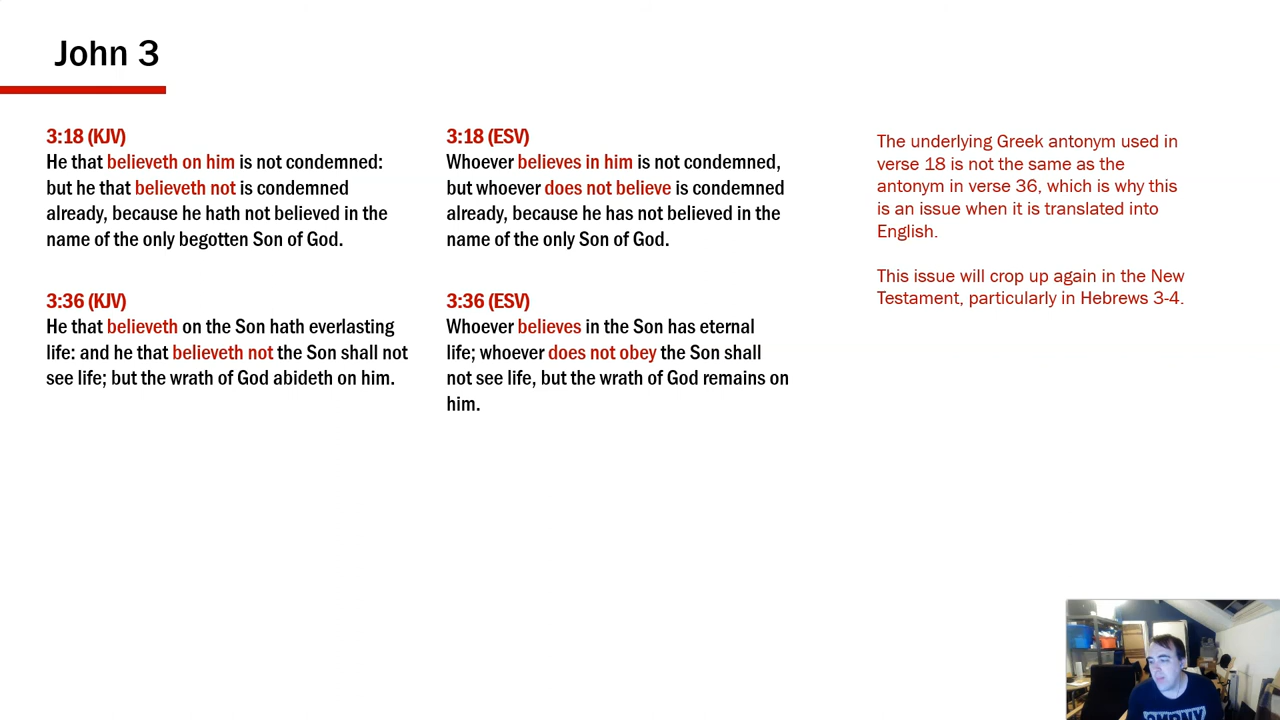 John 3
3:18 (KJV)
He that believeth on him is not condemned:
but he that believeth not is condemned
already, because he hath not believed in the
name of the only begotten Son of God.
3:36 (KJV)
He that believeth on the Son hath everlasting
life: and he that believeth not the Son shall not
see life; but the wrath of God abideth on him.
3:18 (ESV)
Whoever believes in him is not condemned,
but whoever does not believe is condemned
already, because he has not believed in the
name of the only Son of God.
3:36 (ESV)
Whoever believes in the Son has eternal
life; whoever does not obey the Son shall
not see life, but the wrath of God remains on
him.
The underlying Greek antonym used in
verse 18 is not the same as the
antonym in verse 36, which is why this
is an issue when it is translated into
English.
This issue will crop up again in the New
Testament, particularly in Hebrews 3-4.